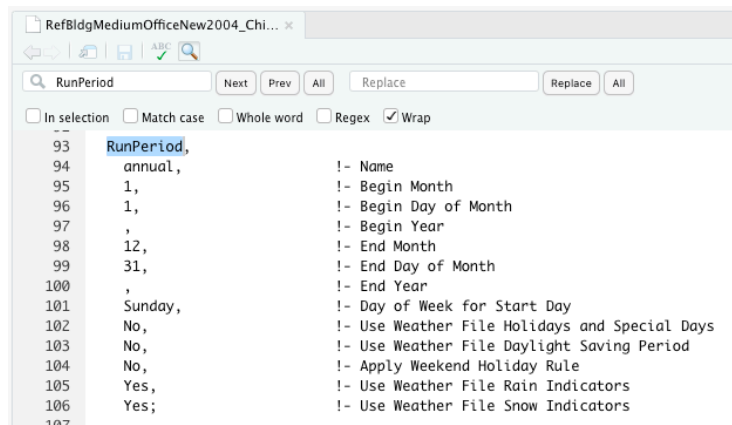 RefBldgMediumOfficeNew2004_Chi... ×
ABC
RunPeriod Next Prev All Replace Replace All
In selection Match case Whole word Regex Wrap
93 RunPeriod,
94 annual, !- Name
95 1, !- Begin Month
96 1, !- Begin Day of Month
97 , !- Begin Year
98 12, !- End Month
99 31, !- End Day of Month
100 , !- End Year
101 Sunday, !- Day of Week for Start Day
102 No, !- Use Weather File Holidays and Special Days
103 No, !- Use Weather File Daylight Saving Period
104 No, !- Apply Weekend Holiday Rule
105 Yes, !- Use Weather File Rain Indicators
106 Yes; !- Use Weather File Snow Indicators
107